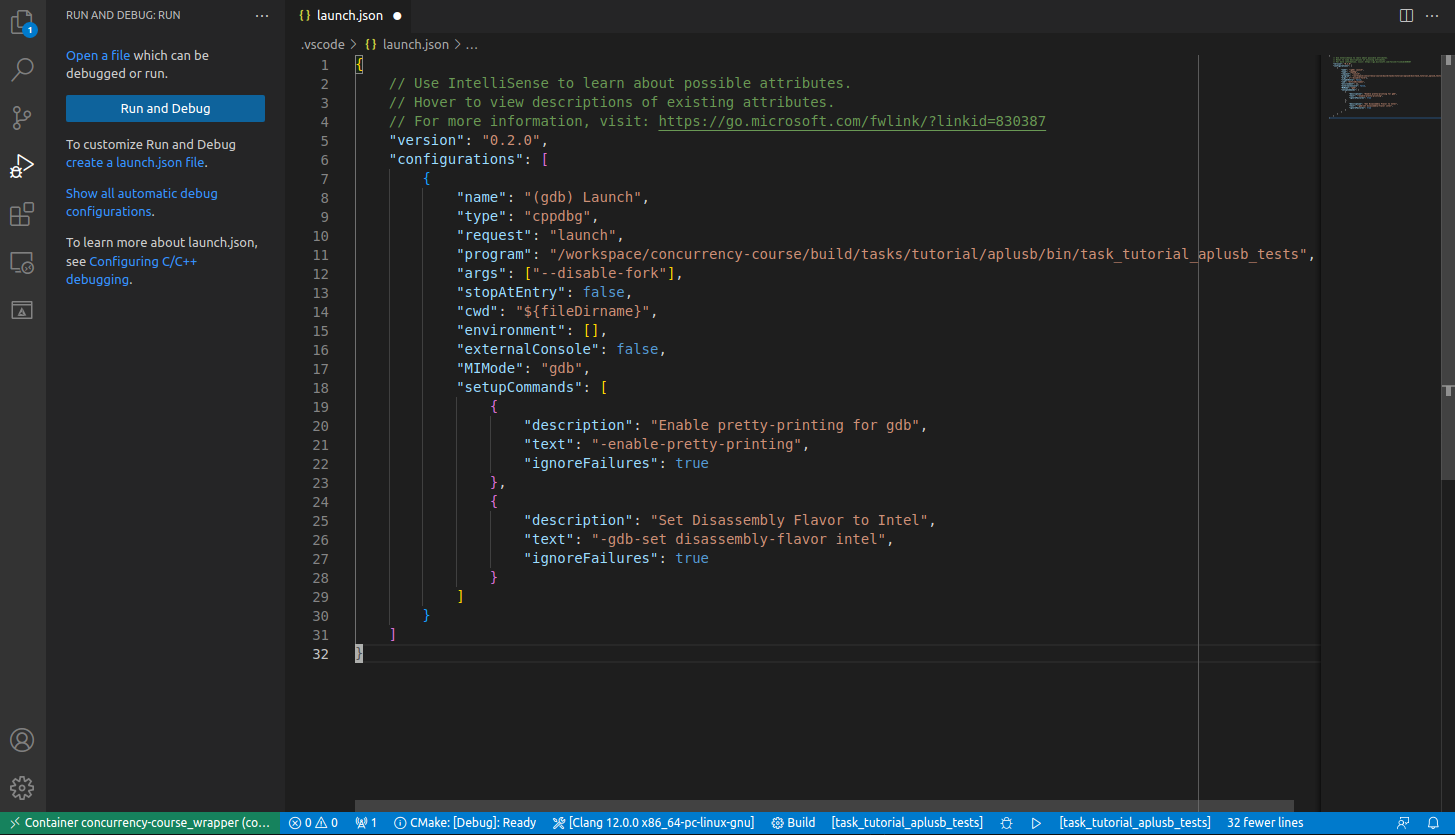 RUN AND DEBUG: RUN
Open a file which can be
debugged or run.
Run and Debug
To customize Run and Debug
create a launch.json file.
Show all automatic debug
configurations.
To learn more about launch.json,
see Configuring C/C++
debugging.
1
{} launch.json
.vscode > {} launch.json > ...
1 {
2 // Use IntelliSense to learn about possible attributes.
3 // Hover to view descriptions of existing attributes.
4 // For more information, visit: https://go.microsoft.com/fwlink/?linkid=830387
5 "version": "0.2.0",
6 "configurations": [
7 {
8 "name": "(gdb) Launch",
9 "type": "cppdbg",
10 "request": "launch",
11 "program": "/workspace/concurrency-course/build/tasks/tutorial/aplusb/bin/task_tutorial_aplusb_tests",
12 "args": ["--disable-fork"],
13 "stopAtEntry": false,
14 "cwd": "${fileDirname}",
15 "environment": [],
16 "externalConsole": false,
17 "MIMode": "gdb",
18 "setupCommands": [
19 {
20 "description": "Enable pretty-printing for gdb",
21 "text": "-enable-pretty-printing",
22 "ignoreFailures": true
23 },
24 {
25 "description": "Set Disassembly Flavor to Intel",
26 "text": "-gdb-set disassembly-flavor intel",
27 "ignoreFailures": true
28 }
29 ]
30 }
31 ]
32 }
Container concurrency-course_wrapper (co... 0 0 1 CMake: [Debug]: Ready [Clang 12.0.0 x86_64-pc-linux-gnu] Build [task_tutorial_aplusb_tests] [task_tutorial_aplusb_tests] 32 fewer lines